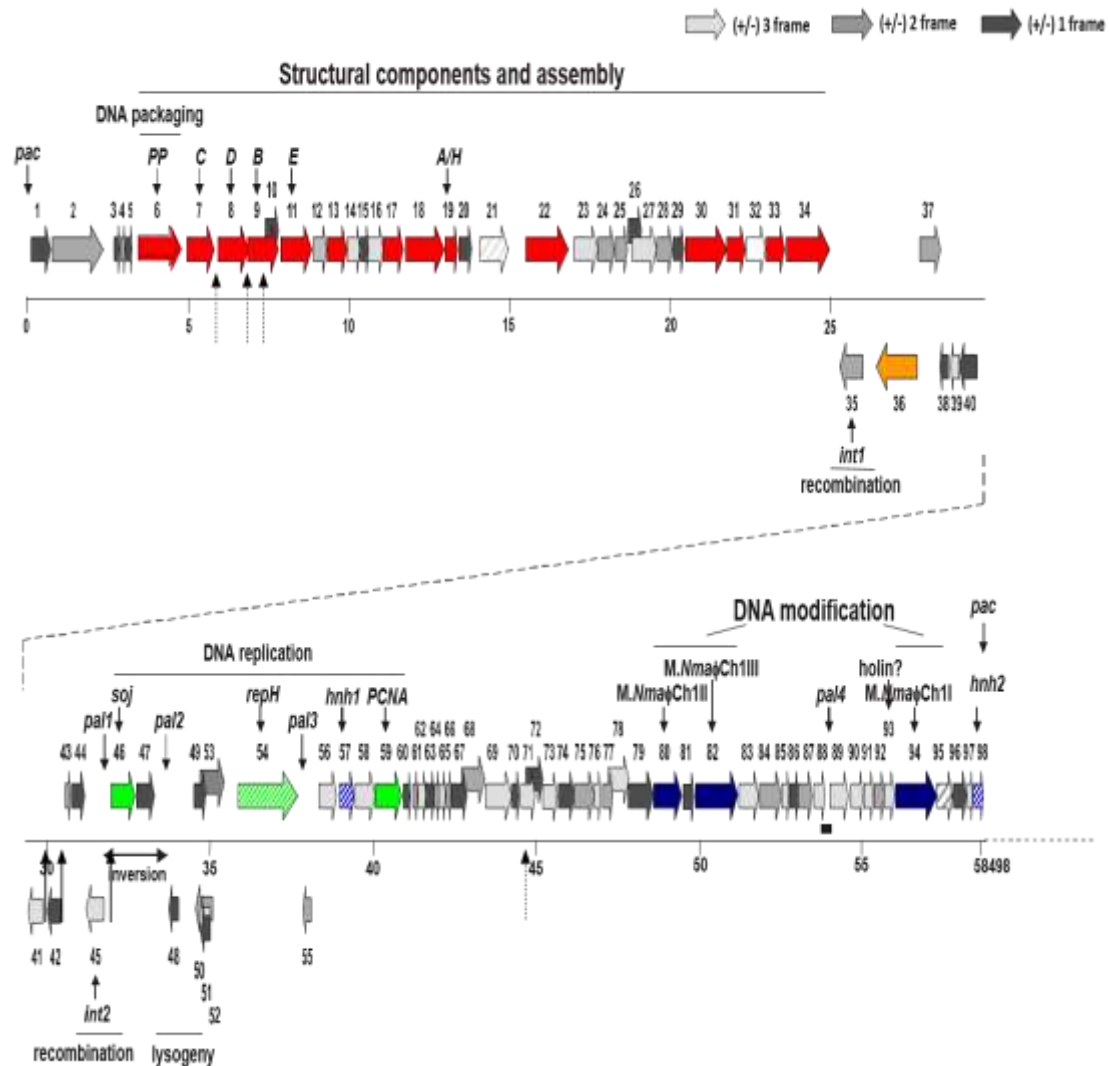 (+/-) 3 frame (+/-) 2 frame (+/-) 1 frame
Structural components and assembly
DNA packaging
pac PP C D B E A/H
10 26
1 2 3 4 5 6 7 8 9 11 12 13 14 15 16 17 18 19 20 21 22 23 24 25 27 28 29 30 31 32 33 34 37
0 5 10 15 20 25
35 36 38 39 40
int1
recombination
DNA modification pac
DNA replication M.NmaϕCh1III holin? hnh2
soj repH hnh1 PCNA M.NmaϕCh1II pal4 M.NmaϕCh1I
pal1 pal2 pal3
62 64 66 68 72 78 93
43 44 46 47 49 53 54 56 57 58 59 60 61 63 65 67 69 70 71 73 74 75 76 77 79 80 81 82 83 84 85 86 87 88 89 90 91 92 94 95 96 97 98
30 35 40 45 50 55 58498
inversion
41 42 45 48 50 55
51
52
int2
recombination lysogeny